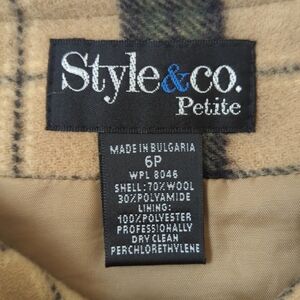 Style&co.
Petite
MADE IN BULGARIA
6P
WPL 8046
SHELL: 70%WOOL
30%POLYAMIDE
LINING:
100%POLYESTER
PROFESSIONALLY
DRY CLEAN
PERCHLORETHYLENE